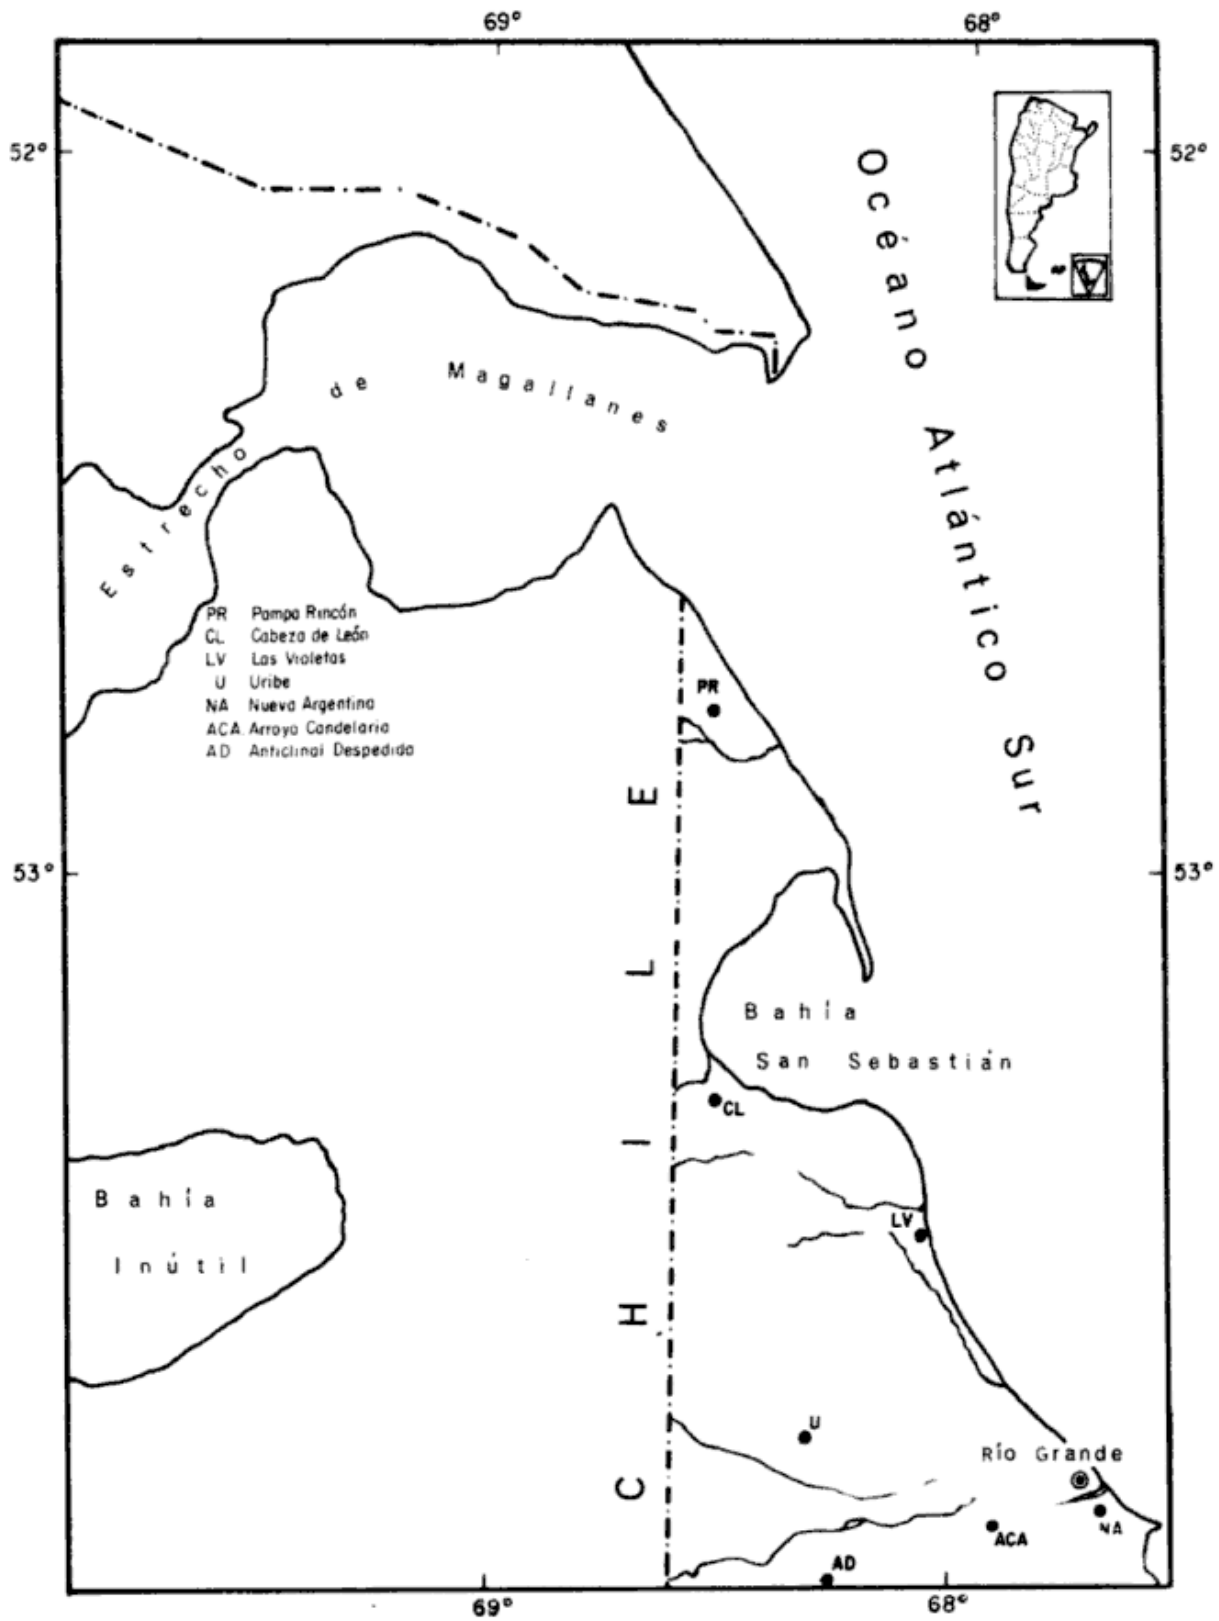 69° 68°
52° 52°
Océano Atlántico Sur
Estrecho de Magallanes
PR Pampa Rincón
CL Cabeza de León
LV Las Violetas
U Uribe
NA Nueva Argentina
ACA. Arroyo Candelaria
AD Anticlinal Despedida
PR
53° 53°
CHILE
Bahía
San Sebastián
CL
Bahía
Inútil
LV
U
Río Grande
NA
ACA
AD
69° 68°